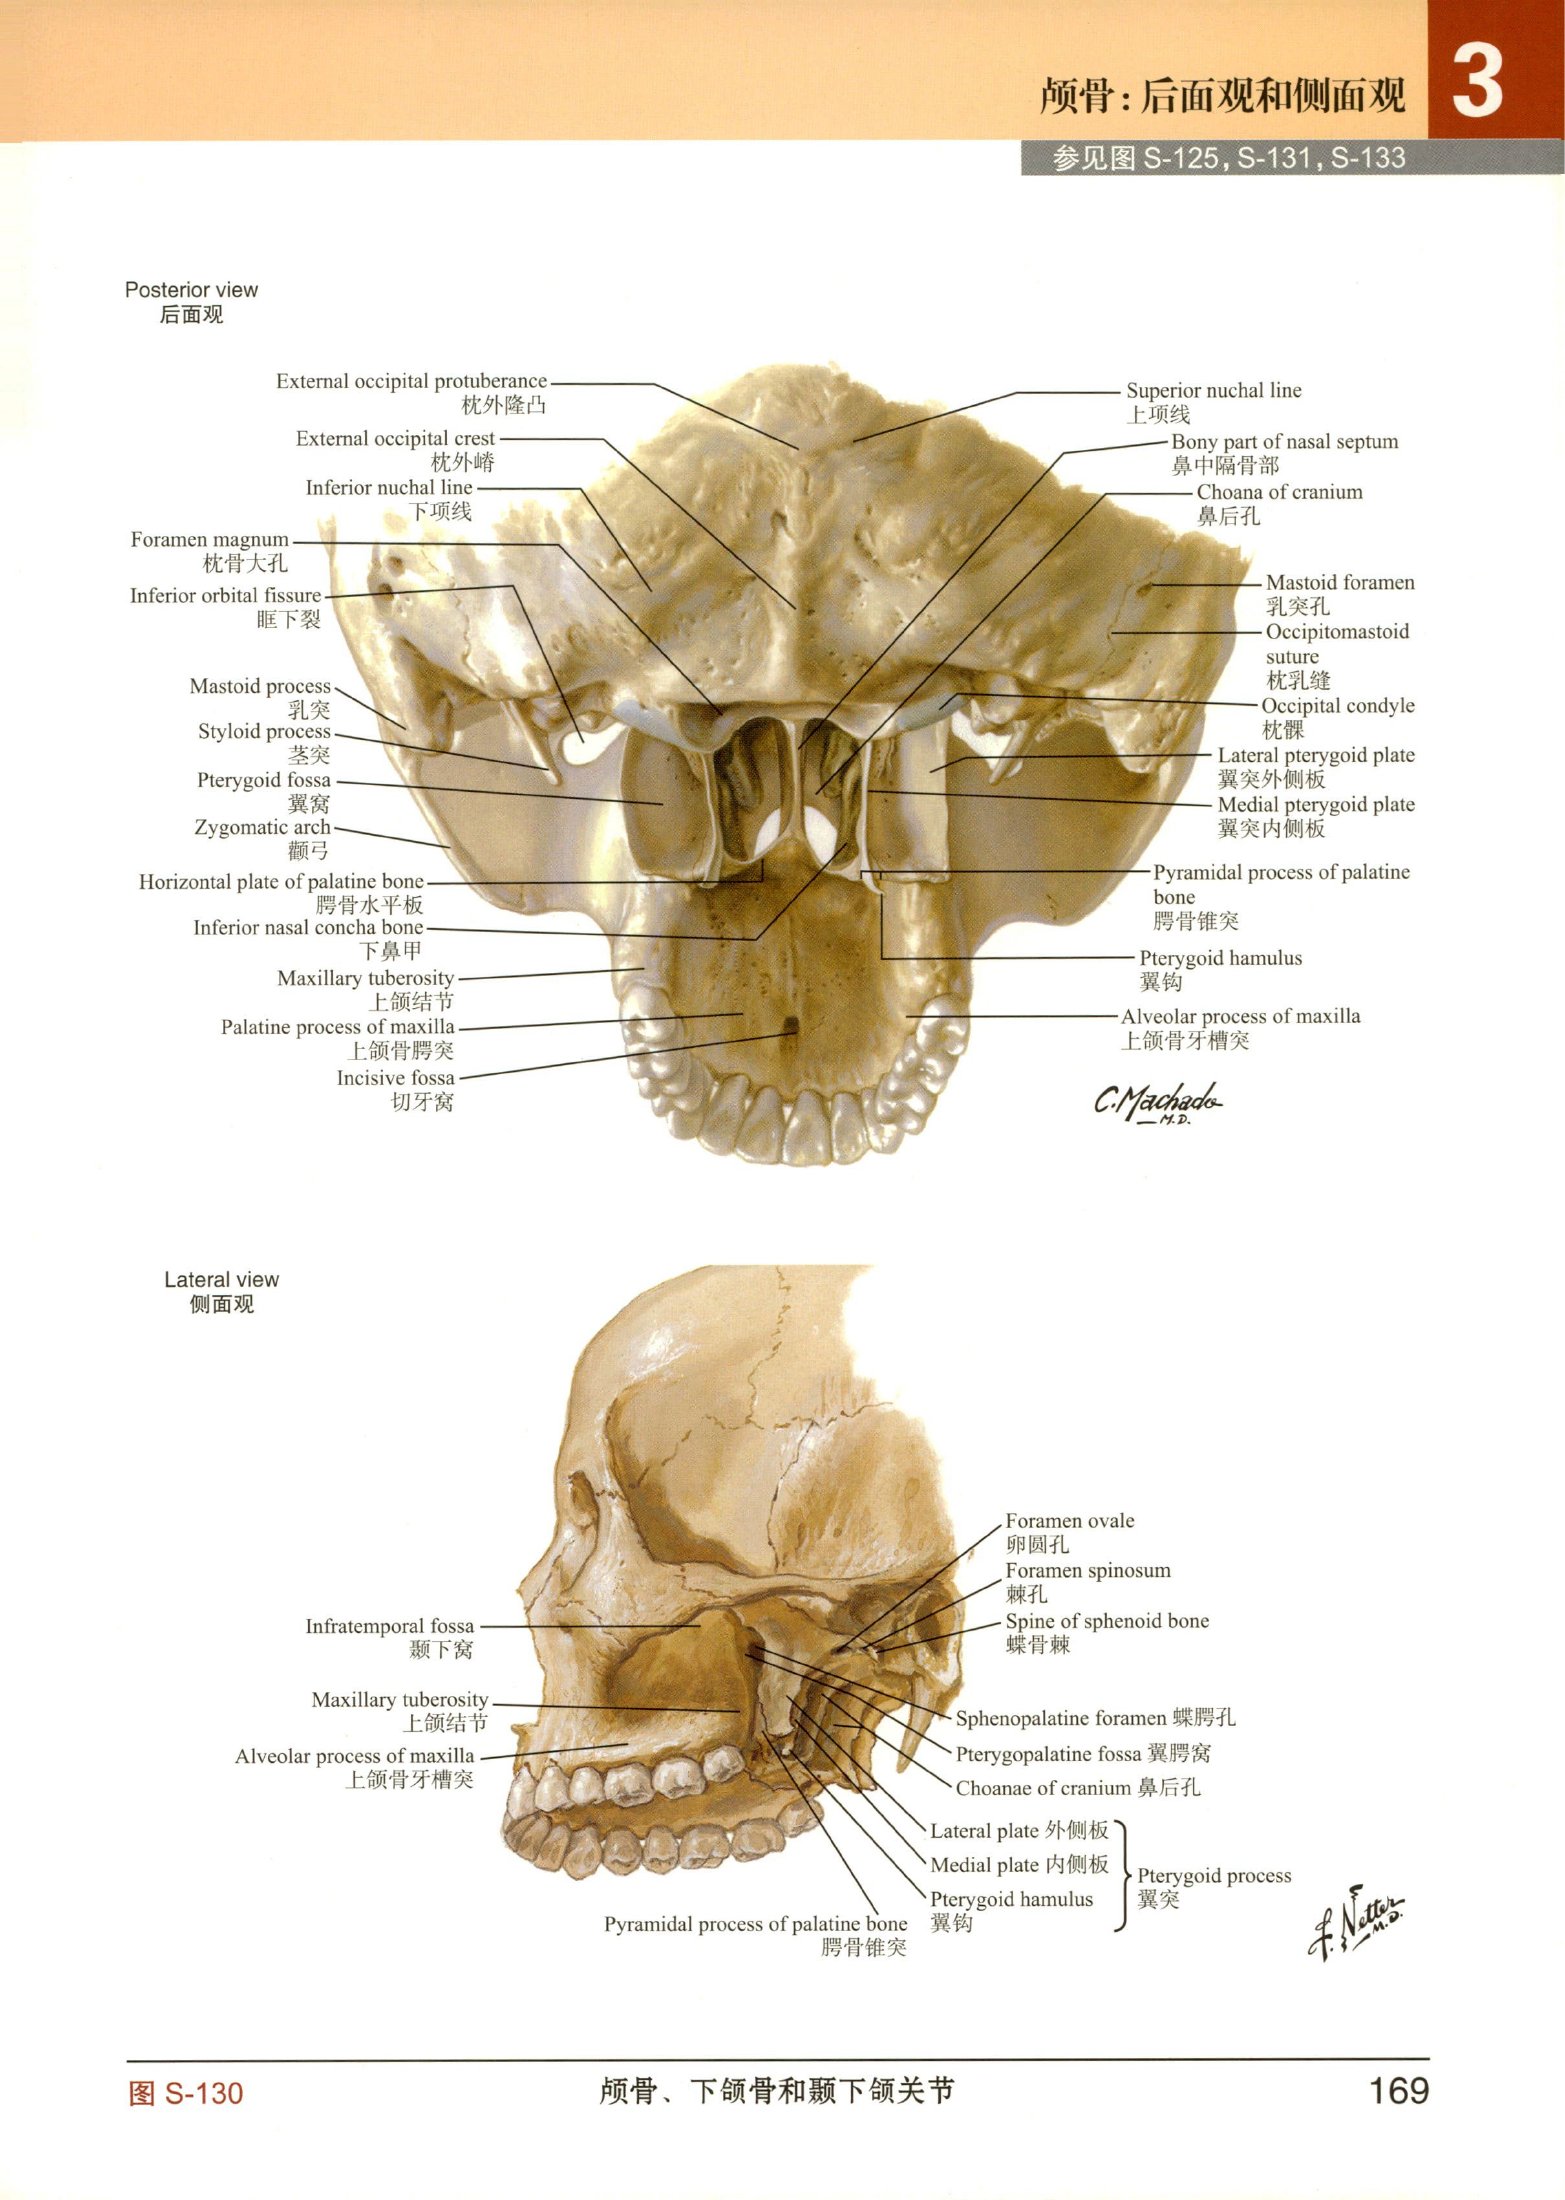 颅骨：后面观和侧面观
3
参见图 S-125, S-131, S-133
Posterior view
后面观
External occipital protuberance
枕外隆凸
External occipital crest
枕外嵴
Inferior nuchal line
下项线
Foramen magnum
枕骨大孔
Inferior orbital fissure
眶下裂
Mastoid process
乳突
Styloid process
茎突
Pterygoid fossa
翼窝
Zygomatic arch
颧弓
Horizontal plate of palatine bone
腭骨水平板
Inferior nasal concha bone
下鼻甲
Maxillary tuberosity
上颌结节
Palatine process of maxilla
上颌骨腭突
Incisive fossa
切牙窝
Superior nuchal line
上项线
Bony part of nasal septum
鼻中隔骨部
Choana of cranium
鼻后孔
Mastoid foramen
乳突孔
Occipitomastoid
suture
枕乳缝
Occipital condyle
枕髁
Lateral pterygoid plate
翼突外侧板
Medial pterygoid plate
翼突内侧板
Pyramidal process of palatine
bone
腭骨锥突
Pterygoid hamulus
翼钩
Alveolar process of maxilla
上颌骨牙槽突
C. Machado
M.D.
Lateral view
侧面观
Infratemporal fossa
颞下窝
Maxillary tuberosity
上颌结节
Alveolar process of maxilla
上颌骨牙槽突
Foramen ovale
卵圆孔
Foramen spinosum
棘孔
Spine of sphenoid bone
蝶骨棘
Sphenopalatine foramen 蝶腭孔
Pterygopalatine fossa 翼腭窝
Choanae of cranium 鼻后孔
Lateral plate 外侧板
Medial plate 内侧板
Pterygoid hamulus
翼钩
Pterygoid process
翼突
Pyramidal process of palatine bone
腭骨锥突
F. Netter
M.D.
图 S-130
颅骨、下颌骨和颞下颌关节
169